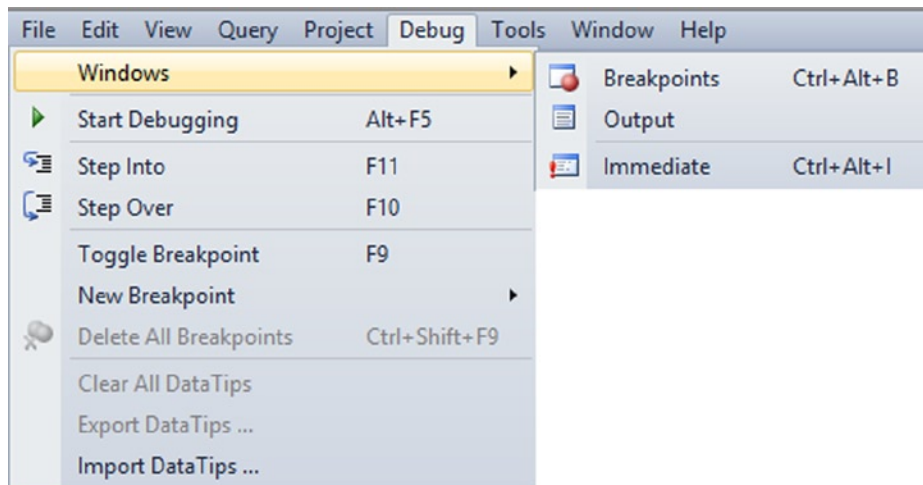 File Edit View Query Project Debug Tools Window Help
Windows
Start Debugging Alt+F5
Step Into F11
Step Over F10
Toggle Breakpoint F9
New Breakpoint
Delete All Breakpoints Ctrl+Shift+F9
Clear All DataTips
Export DataTips ...
Import DataTips ...
Breakpoints Ctrl+Alt+B
Output
Immediate Ctrl+Alt+I